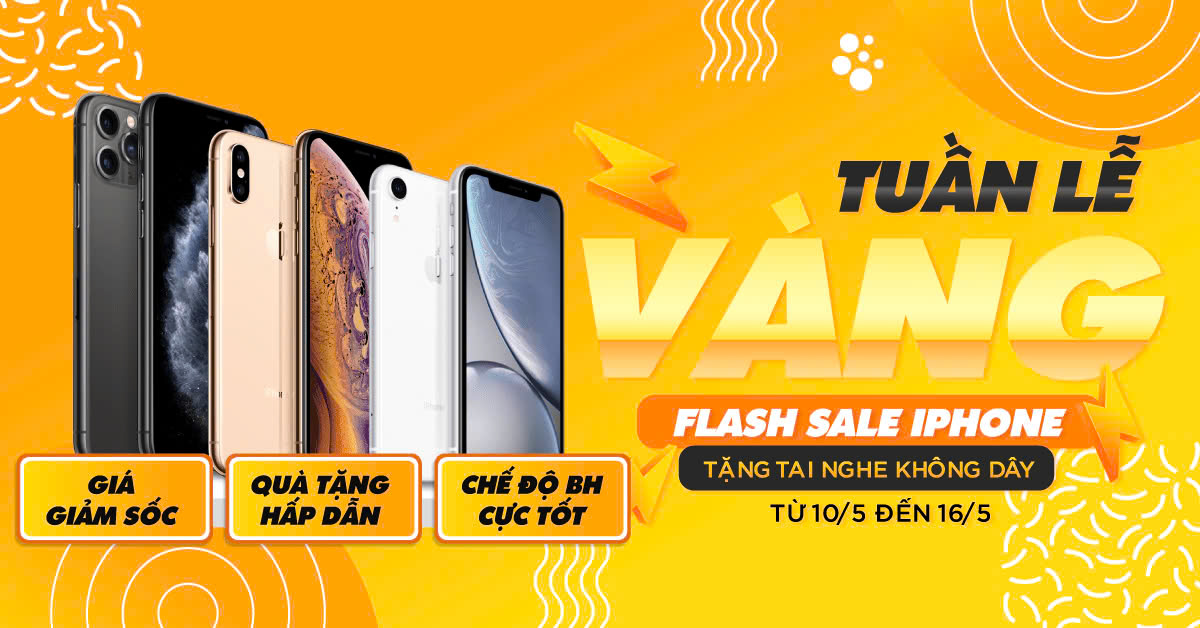 TUẦN LỄ
VÀNG
FLASH SALE IPHONE
TẶNG TAI NGHE KHÔNG DÂY
TỪ 10/5 ĐẾN 16/5
GIÁ
GIẢM SỐC
QUÀ TẶNG
HẤP DẪN
CHẾ ĐỘ BH
CỰC TỐT
iPhone